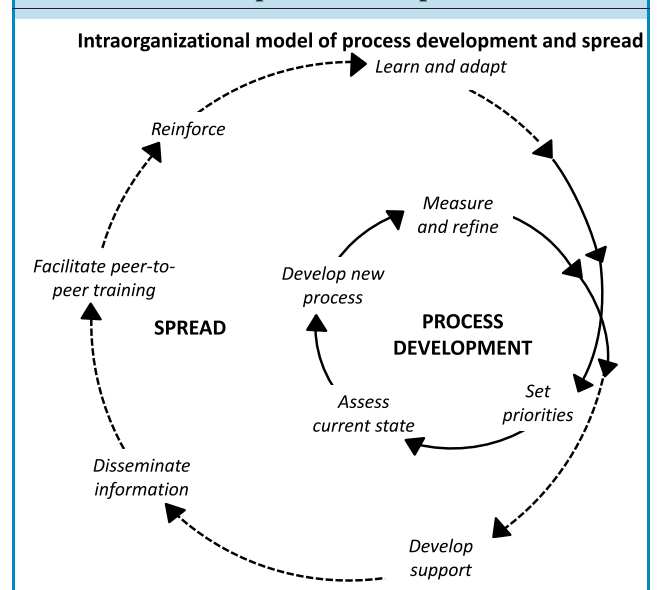 Intraorganizational model of process development and spread
Learn and adapt
Reinforce
Measure
and refine
Facilitate peer-to-
peer training
Develop new
process
SPREAD
PROCESS
DEVELOPMENT
Set
priorities
Assess
current state
Disseminate
information
Develop
support